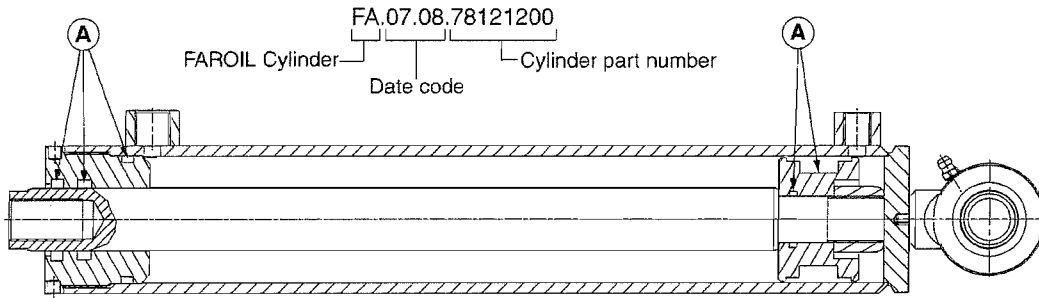 FA.07.08.78121200
A
A
FAROIL Cylinder
Cylinder part number
Date code